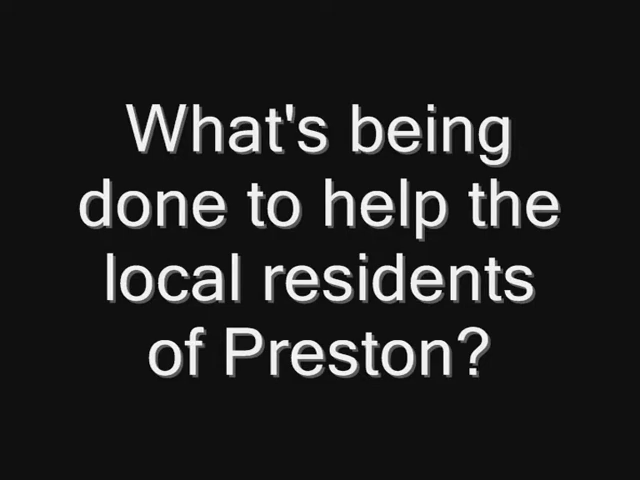 What's being
done to help the
local residents
of Preston?